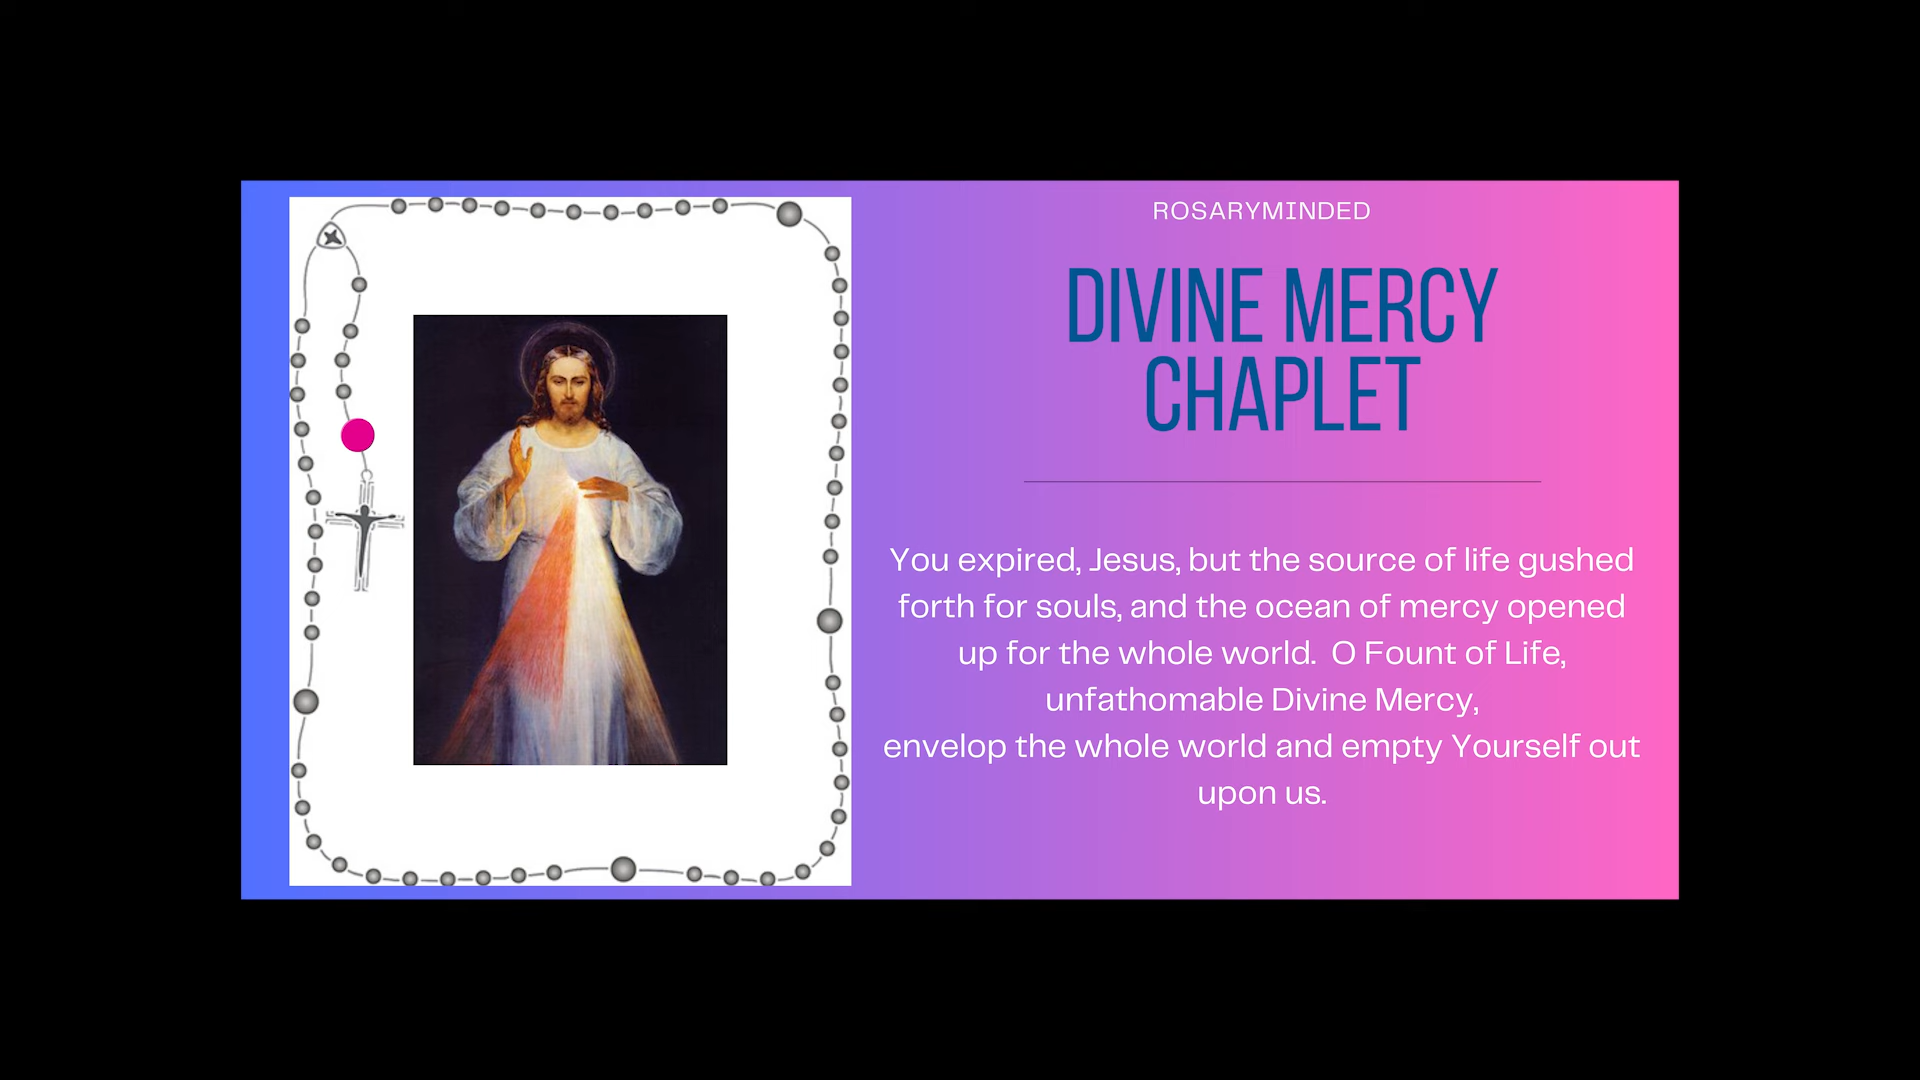 ROSARYMINDED
DIVINE MERCY
CHAPLET
You expired, Jesus, but the source of life gushed
forth for souls, and the ocean of mercy opened
up for the whole world. O Fount of Life,
unfathomable Divine Mercy,
envelop the whole world and empty Yourself out
upon us.